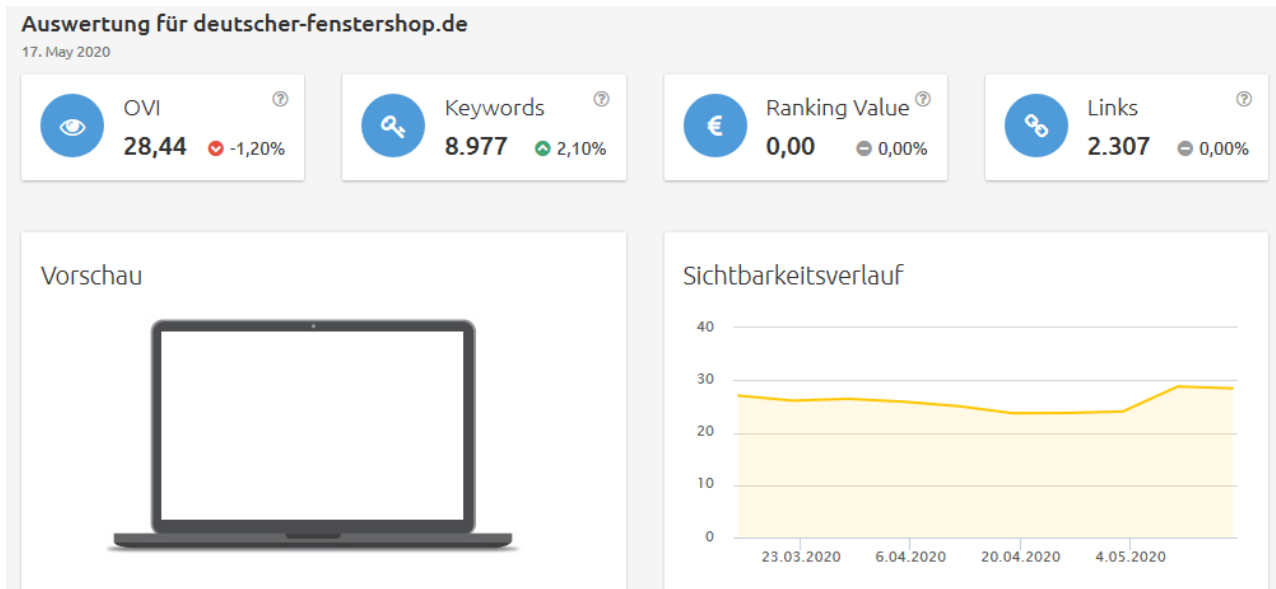 Auswertung für deutscher-fenstershop.de
17. May 2020
OVI
28,44 -1,20%
Keywords
8.977 2,10%
Ranking Value
0,00 0,00%
Links
2.307 0,00%
Vorschau
Sichtbarkeitsverlauf
40
30
20
10
0
23.03.2020 6.04.2020 20.04.2020 4.05.2020